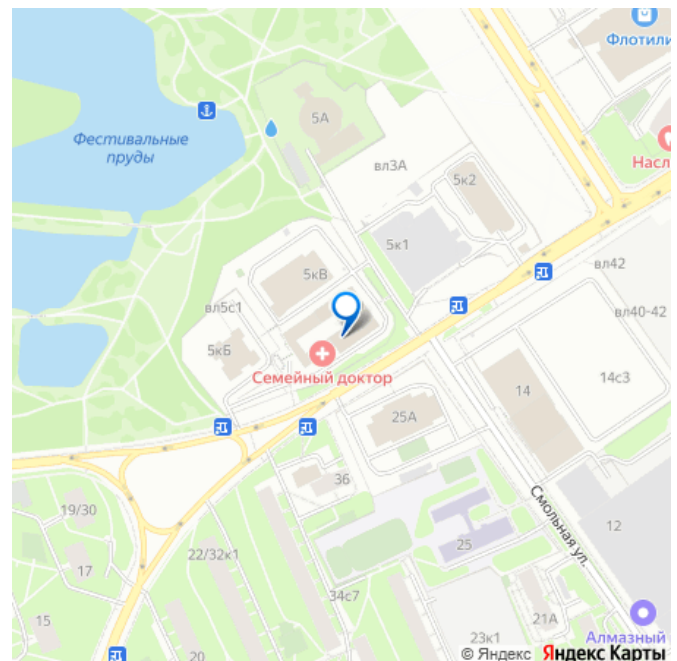 Флотили
5А
Фестивальные
пруды
Насл
вл3А
5к2
5к1
5кВ
вл42
вл5с1
вл40-42
5кБ
Семейный доктор
14
14с3
25А
36
Смольная ул.
19/30
12
25
22/32к1
17
34с7
15
21А
23к1
Алмазный
20
© Яндекс Яндекс Карты